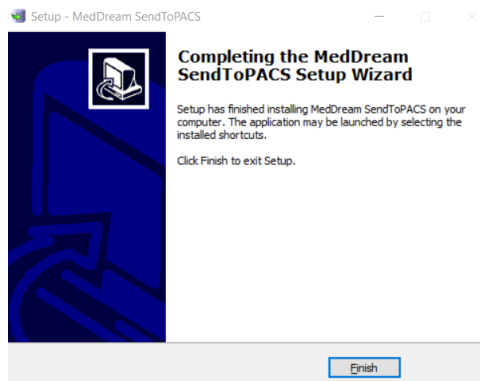 Setup - MedDream SendToPACS
Completing the MedDream
SendToPACS Setup Wizard
Setup has finished installing MedDream SendToPACS on your
computer. The application may be launched by selecting the
installed shortcuts.
Click Finish to exit Setup.
Finish